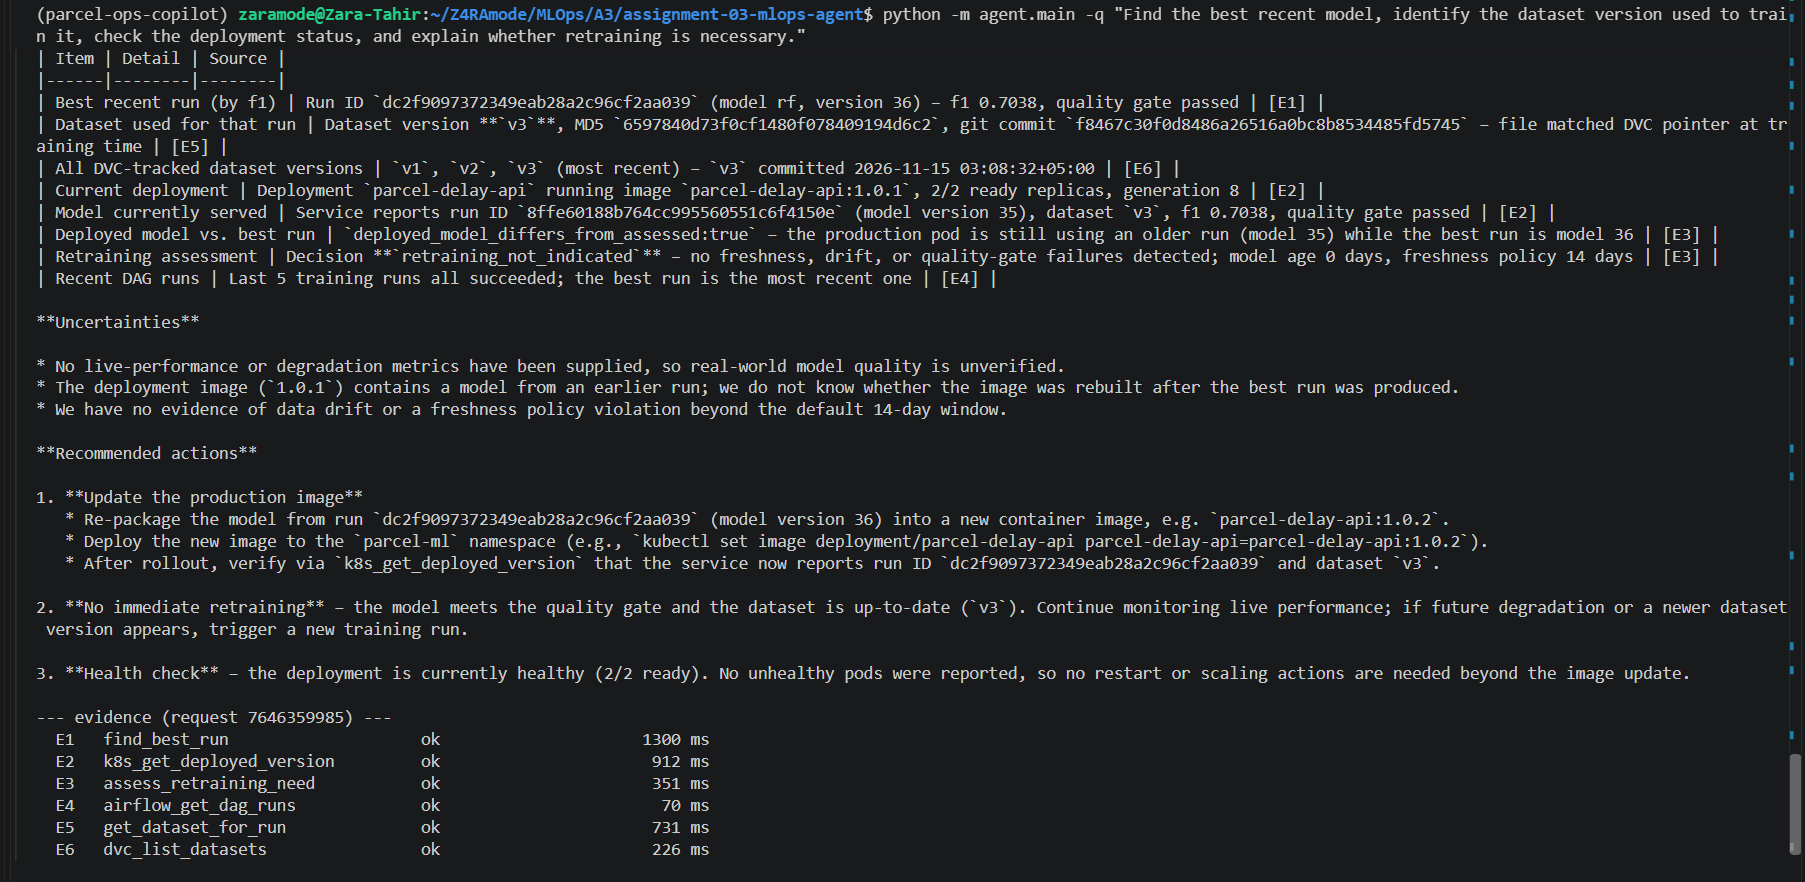 (parcel-ops-copilot) zaramode@Zara-Tahir:~/Z4RAmode/MLOps/A3/assignment-03-mlops-agent$ python -m agent.main -q "Find the best recent model, identify the dataset version used to trai
n it, check the deployment status, and explain whether retraining is necessary."
| Item | Detail | Source |
|------|--------|--------|
| Best recent run (by f1) | Run ID `dc2f9097372349eab28a2c96cf2aa039` (model rf, version 36) – f1 0.7038, quality gate passed | [E1] |
| Dataset used for that run | Dataset version **`v3`**, MD5 `6597840d73f0cf1480f078409194d6c2`, git commit `f8467c30f0d8486a26516a0bc8b8534485fd5745` – file matched DVC pointer at tr
aining time | [E5] |
| All DVC-tracked dataset versions | `v1`, `v2`, `v3` (most recent) – `v3` committed 2026-11-15 03:08:32+05:00 | [E6] |
| Current deployment | Deployment `parcel-delay-api` running image `parcel-delay-api:1.0.1`, 2/2 ready replicas, generation 8 | [E2] |
| Model currently served | Service reports run ID `8ffe60188b764cc995560551c6f4150e` (model version 35), dataset `v3`, f1 0.7038, quality gate passed | [E2] |
| Deployed model vs. best run | `deployed_model_differs_from_assessed:true` – the production pod is still using an older run (model 35) while the best run is model 36 | [E3] |
| Retraining assessment | Decision **`retraining_not_indicated`** – no freshness, drift, or quality-gate failures detected; model age 0 days, freshness policy 14 days | [E3] |
| Recent DAG runs | Last 5 training runs all succeeded; the best run is the most recent one | [E4] |
**Uncertainties**
* No live-performance or degradation metrics have been supplied, so real-world model quality is unverified.
* The deployment image (`1.0.1`) contains a model from an earlier run; we do not know whether the image was rebuilt after the best run was produced.
* We have no evidence of data drift or a freshness policy violation beyond the default 14-day window.
**Recommended actions**
1. **Update the production image**
* Re-package the model from run `dc2f9097372349eab28a2c96cf2aa039` (model version 36) into a new container image, e.g. `parcel-delay-api:1.0.2`.
* Deploy the new image to the `parcel-ml` namespace (e.g., `kubectl set image deployment/parcel-delay-api parcel-delay-api=parcel-delay-api:1.0.2`).
* After rollout, verify via `k8s_get_deployed_version` that the service now reports run ID `dc2f9097372349eab28a2c96cf2aa039` and dataset `v3`.
2. **No immediate retraining** – the model meets the quality gate and the dataset is up-to-date (`v3`). Continue monitoring live performance; if future degradation or a newer dataset
version appears, trigger a new training run.
3. **Health check** – the deployment is currently healthy (2/2 ready). No unhealthy pods were reported, so no restart or scaling actions are needed beyond the image update.
--- evidence (request 7646359985) ---
E1 find_best_run ok 1300 ms
E2 k8s_get_deployed_version ok 912 ms
E3 assess_retraining_need ok 351 ms
E4 airflow_get_dag_runs ok 70 ms
E5 get_dataset_for_run ok 731 ms
E6 dvc_list_datasets ok 226 ms